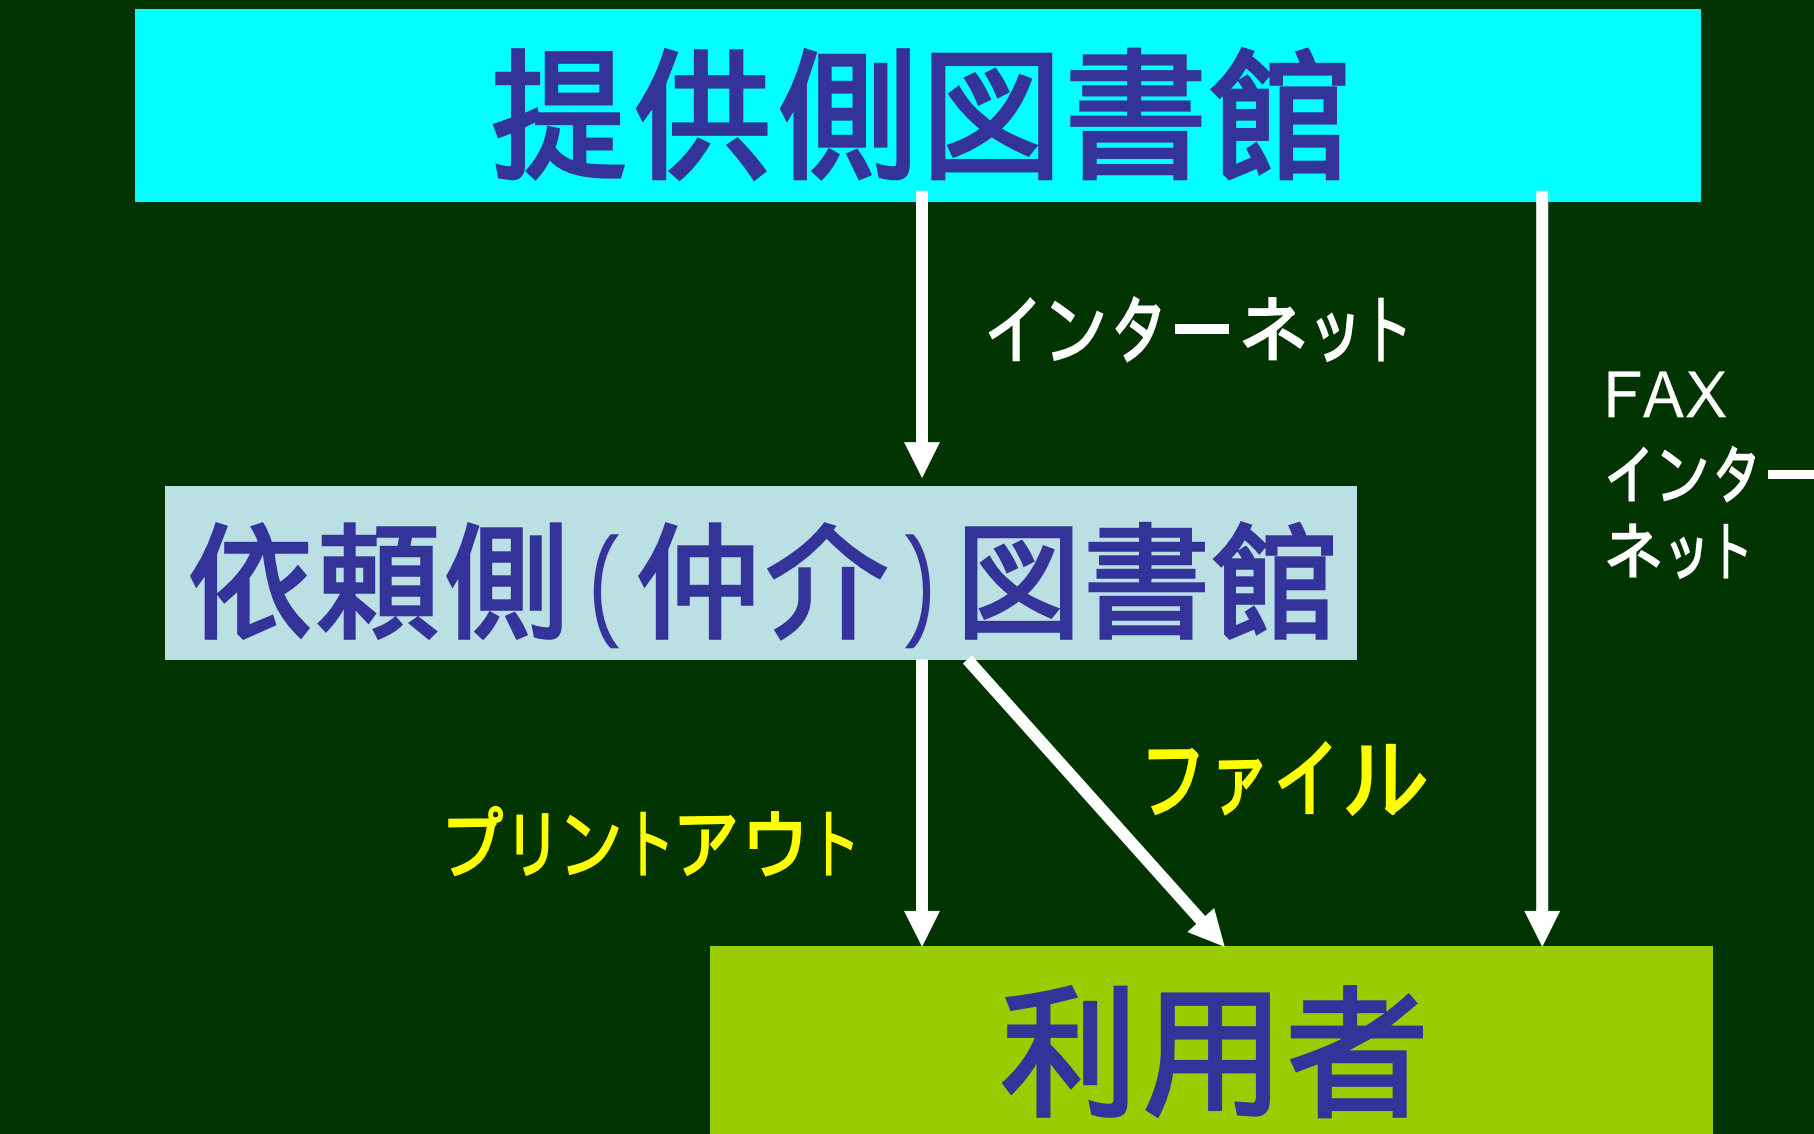 提供側図書館
インターネット
FAX
インター
ネット
依頼側(仲介)図書館
ファイル
プリントアウト
利用者